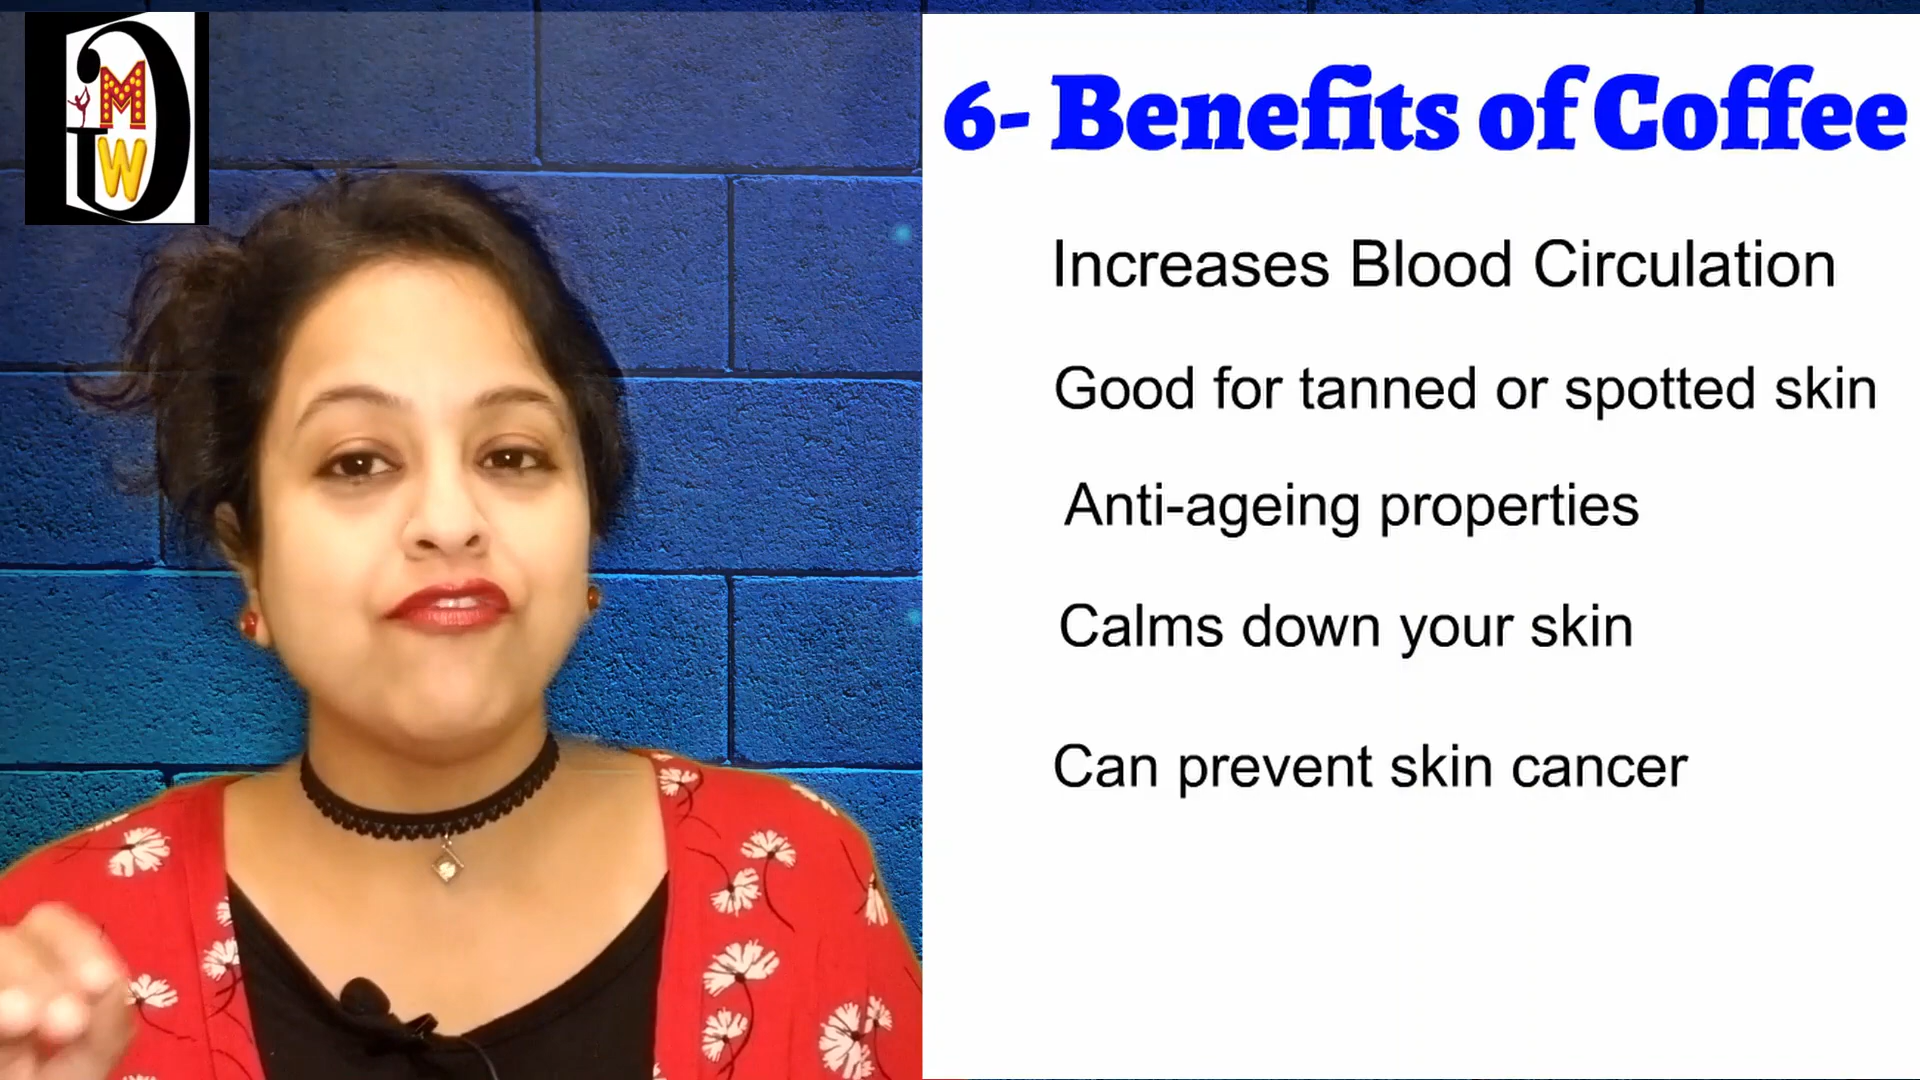 M
W
6- Benefits of Coffee
Increases Blood Circulation
Good for tanned or spotted skin
Anti-ageing properties
Calms down your skin
Can prevent skin cancer